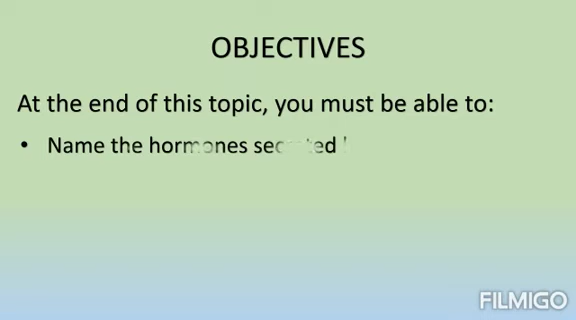 OBJECTIVES
At the end of this topic, you must be able to:
• Name the hormones secreted
FILMIGO